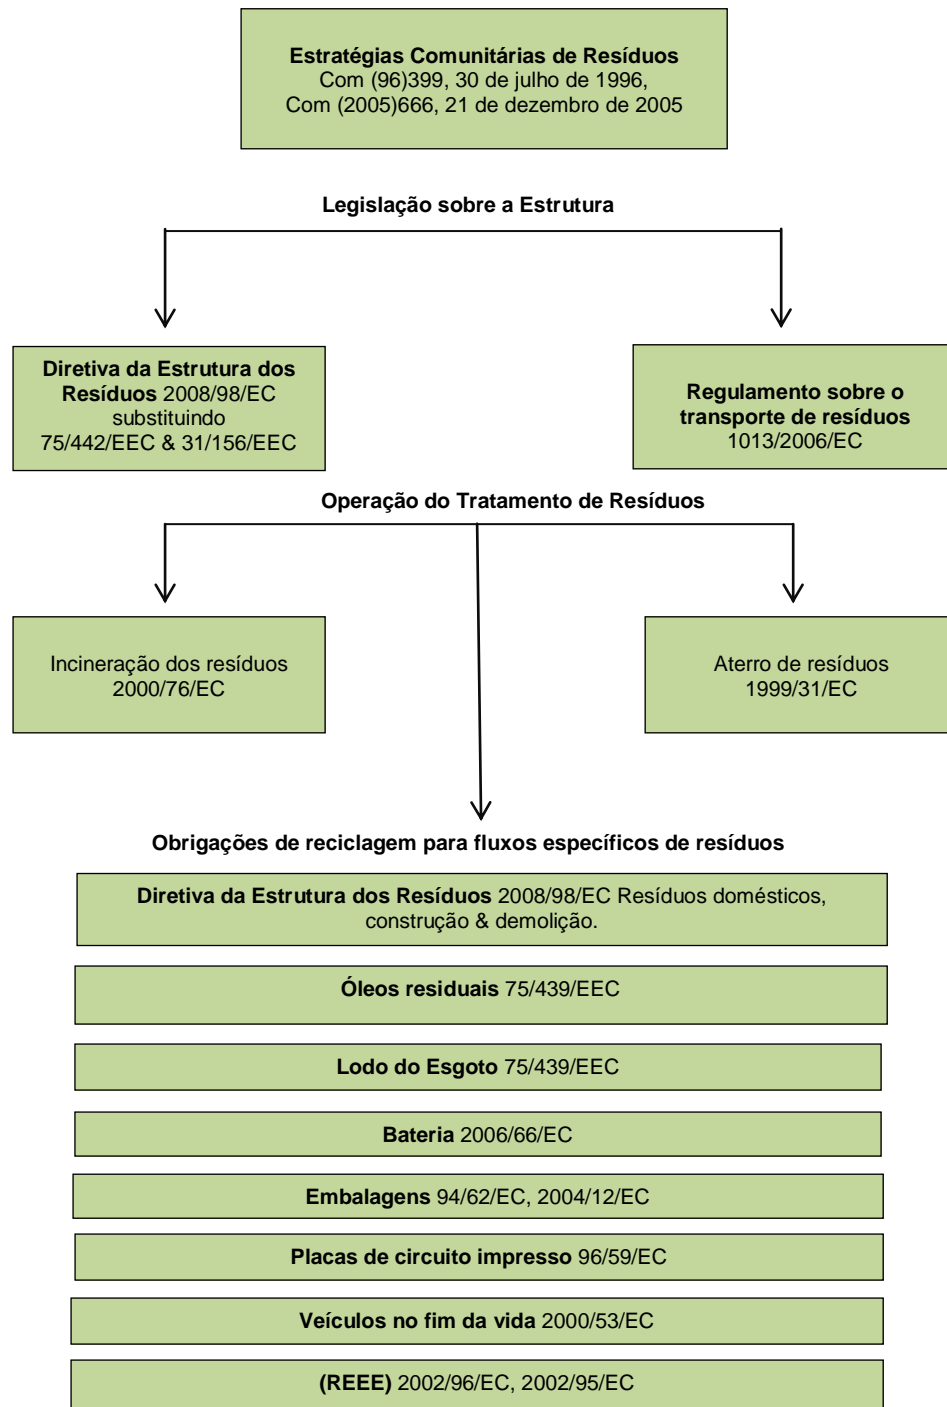 Estratégias Comunitárias de Resíduos
Com (96)399, 30 de julho de 1996,
Com (2005)666, 21 de dezembro de 2005
Legislação sobre a Estrutura
Diretiva da Estrutura dos
Resíduos 2008/98/EC
substituindo
75/442/EEC & 31/156/EEC
Regulamento sobre o
transporte de resíduos
1013/2006/EC
Operação do Tratamento de Resíduos
Incineração dos resíduos
2000/76/EC
Aterro de resíduos
1999/31/EC
Obrigações de reciclagem para fluxos específicos de resíduos
Diretiva da Estrutura dos Resíduos 2008/98/EC Resíduos domésticos,
construção & demolição.
Óleos residuais 75/439/EEC
Lodo do Esgoto 75/439/EEC
Bateria 2006/66/EC
Embalagens 94/62/EC, 2004/12/EC
Placas de circuito impresso 96/59/EC
Veículos no fim da vida 2000/53/EC
(REEE) 2002/96/EC, 2002/95/EC